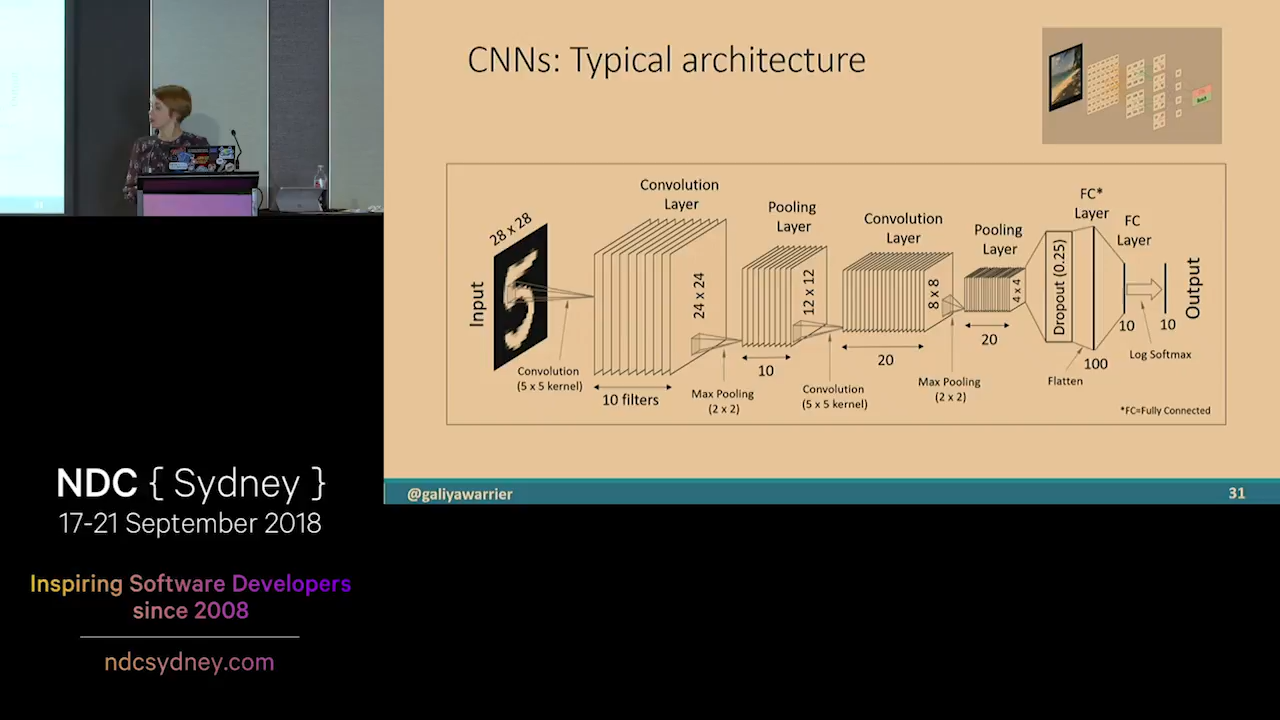 CNNs: Typical architecture
Input
28 x 28
5
Convolution
(5 x 5 kernel)
Convolution
Layer
24 x 24
10 filters
Max Pooling
(2 x 2)
Pooling
Layer
12 x 12
10
Convolution
(5 x 5 kernel)
Convolution
Layer
8 x 8
20
Max Pooling
(2 x 2)
Pooling
Layer
4 x 4
20
Dropout (0.25)
Flatten
FC*
Layer
100
FC
Layer
10
10
Log Softmax
Output
*FC=Fully Connected
@galiyawarrier
31
NDC { Sydney }
17-21 September 2018
Inspiring Software Developers
since 2008
ndcsydney.com